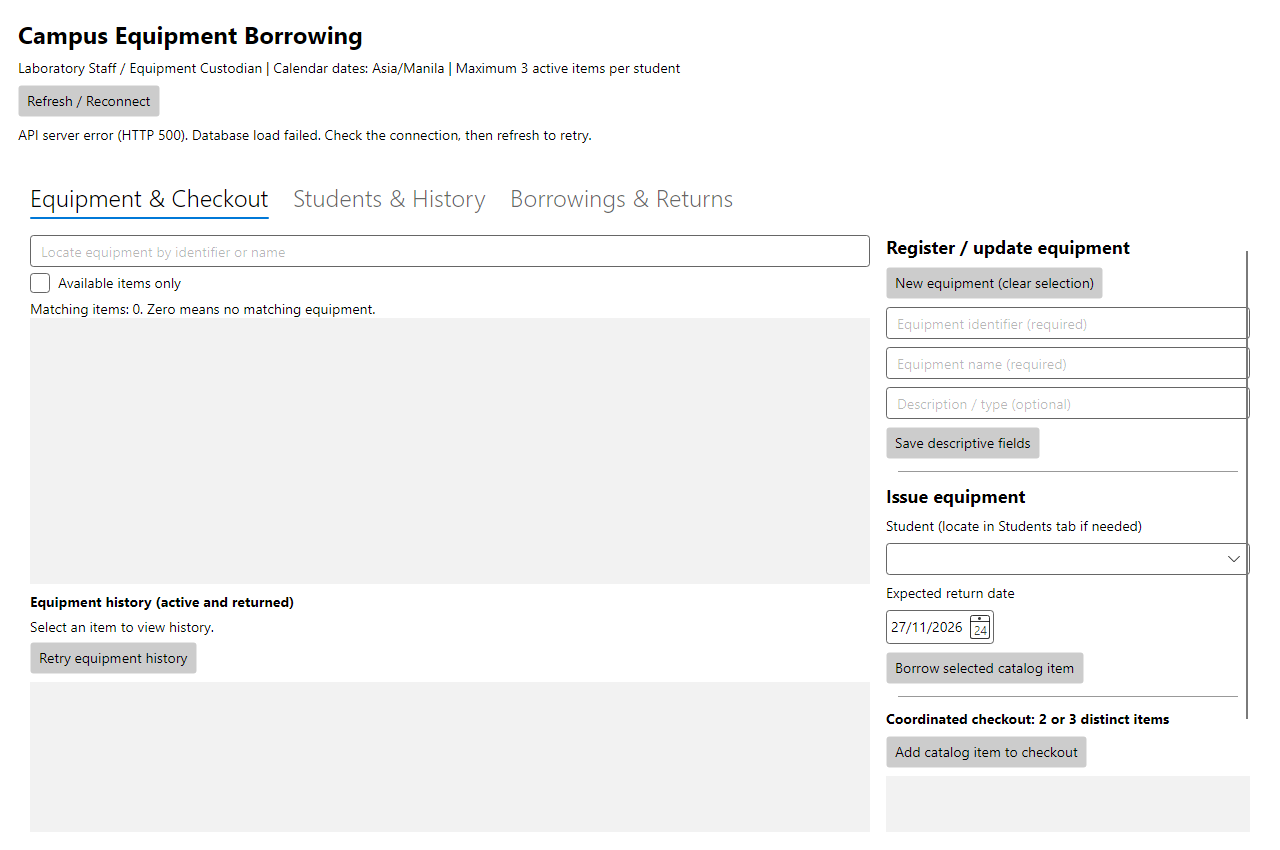 Campus Equipment Borrowing
Laboratory Staff / Equipment Custodian | Calendar dates: Asia/Manila | Maximum 3 active items per student
Refresh / Reconnect
API server error (HTTP 500). Database load failed. Check the connection, then refresh to retry.
Equipment & Checkout Students & History Borrowings & Returns
Locate equipment by identifier or name
Available items only
Matching items: 0. Zero means no matching equipment.
Equipment history (active and returned)
Select an item to view history.
Retry equipment history
Register / update equipment
New equipment (clear selection)
Equipment identifier (required)
Equipment name (required)
Description / type (optional)
Save descriptive fields
Issue equipment
Student (locate in Students tab if needed)
Expected return date
27/11/2026 24
Borrow selected catalog item
Coordinated checkout: 2 or 3 distinct items
Add catalog item to checkout